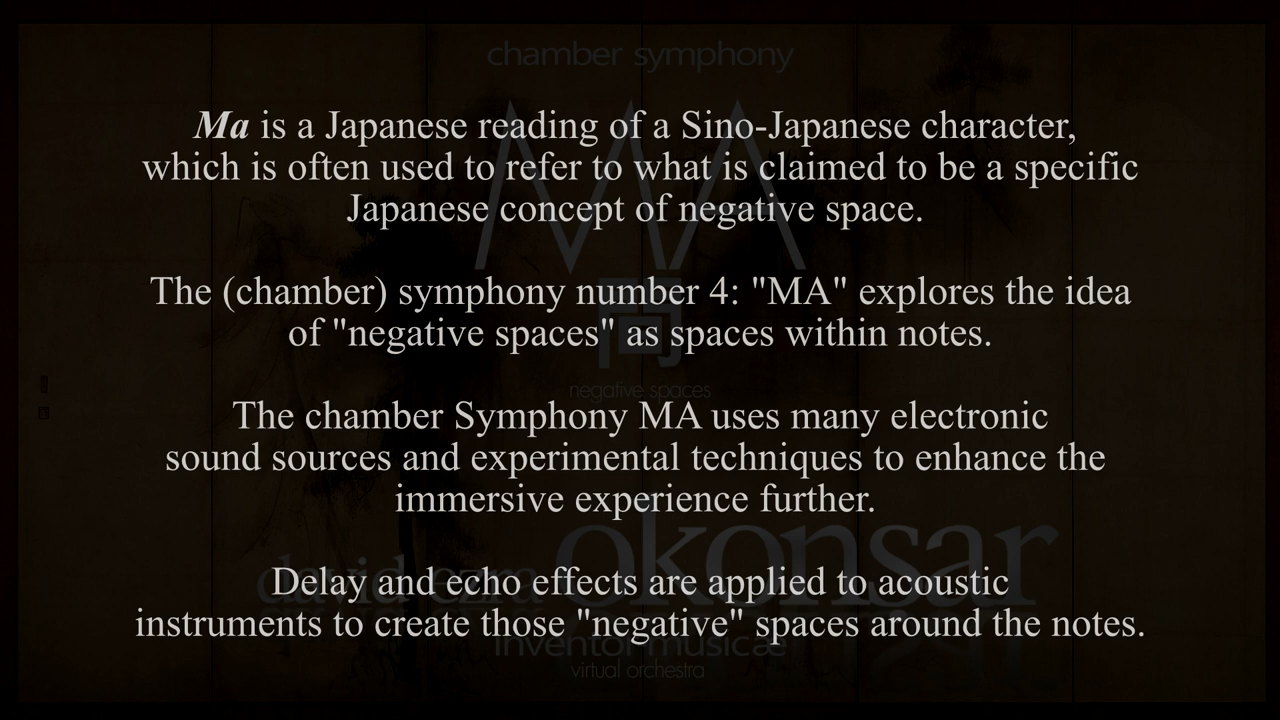 chamber symphony
MA
Ma is a Japanese reading of a Sino-Japanese character,
which is often used to refer to what is claimed to be a specific
Japanese concept of negative space.
The (chamber) symphony number 4: "MA" explores the idea
of "negative spaces" as spaces within notes.
negative spaces
The chamber Symphony MA uses many electronic
sound sources and experimental techniques to enhance the
immersive experience further.
david ezra okonsar
Delay and echo effects are applied to acoustic
instruments to create those "negative" spaces around the notes.
inventor musicæ
virtual orchestra